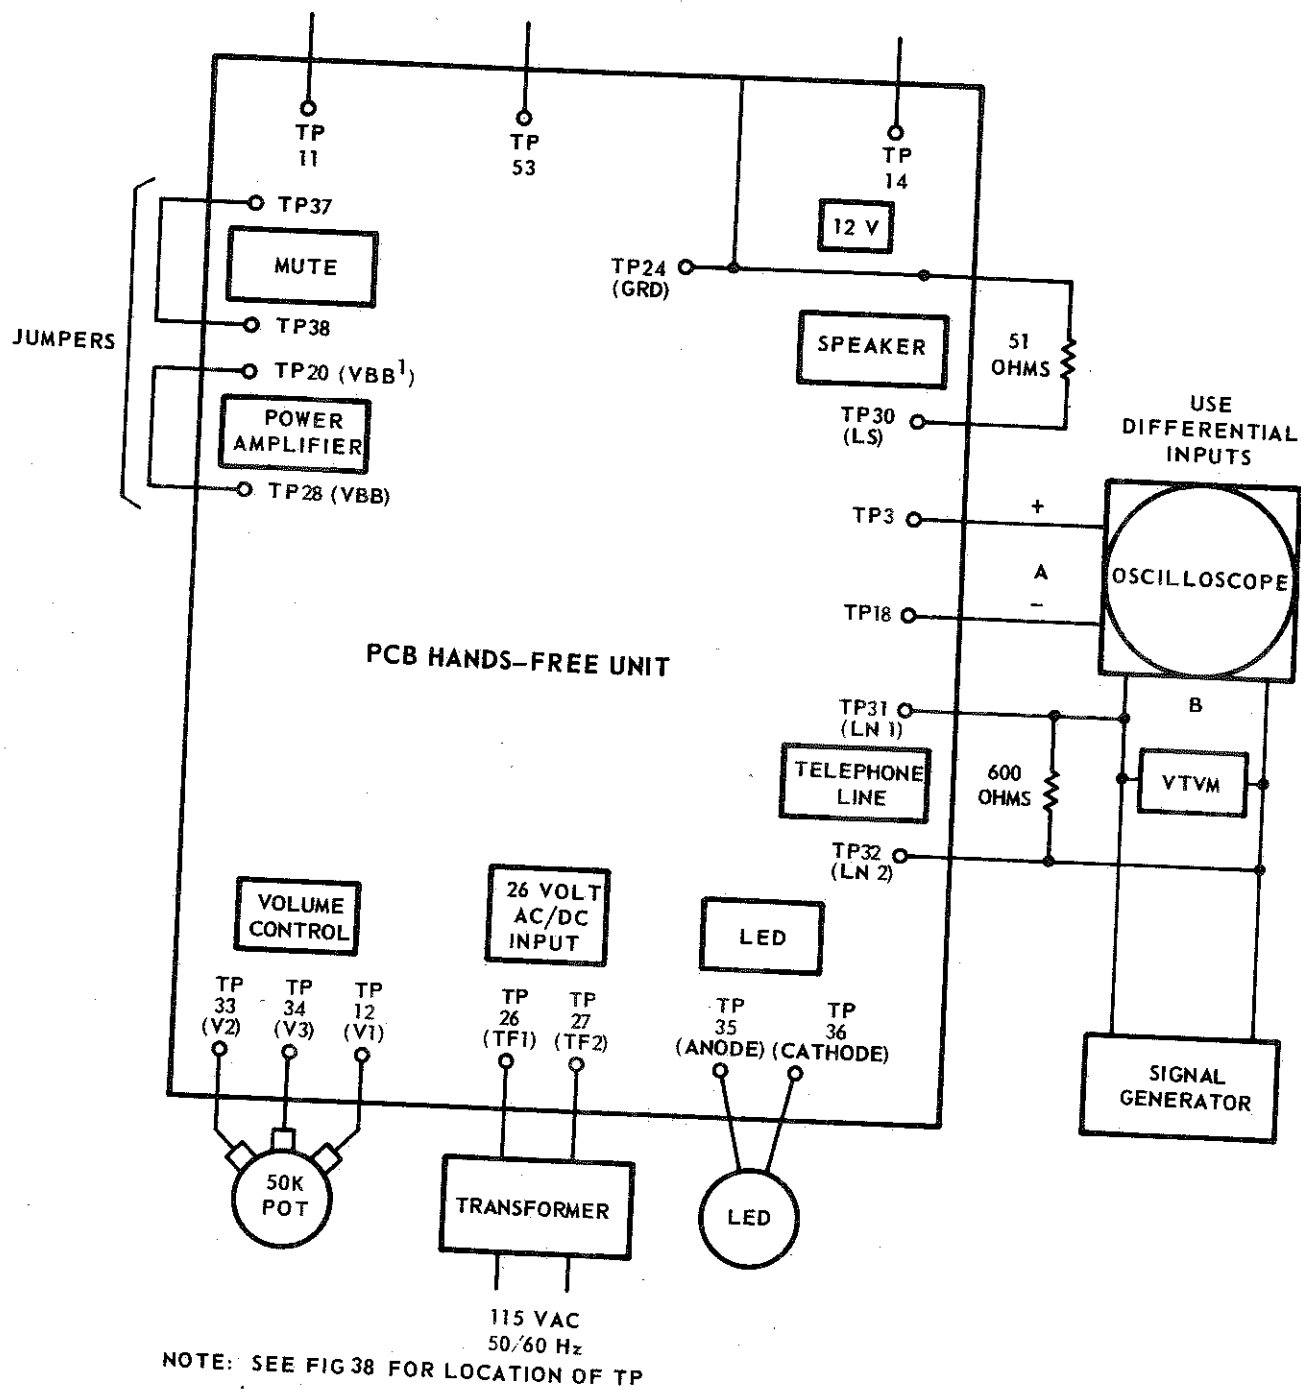 TP
11
TP
53
TP
14
TP37
12 V
MUTE
TP24
(GRD)
TP38
JUMPERS
SPEAKER
51
OHMS
TP20 (VBB1)
POWER
AMPLIFIER
TP30
(LS)
USE
DIFFERENTIAL
INPUTS
TP28 (VBB)
TP3
+
A
OSCILLOSCOPE
TP18
−
PCB HANDS–FREE UNIT
TP31
(LN 1)
B
TELEPHONE
LINE
600
OHMS
VTVM
TP32
(LN 2)
VOLUME
CONTROL
26 VOLT
AC/DC
INPUT
LED
TP
33
(V2)
TP
34
(V3)
TP
12
(V1)
TP
26
(TF1)
TP
27
(TF2)
TP
35
(ANODE)
TP
36
(CATHODE)
SIGNAL
GENERATOR
50K
POT
TRANSFORMER
LED
115 VAC
50/60 Hz
NOTE: SEE FIG 38 FOR LOCATION OF TP